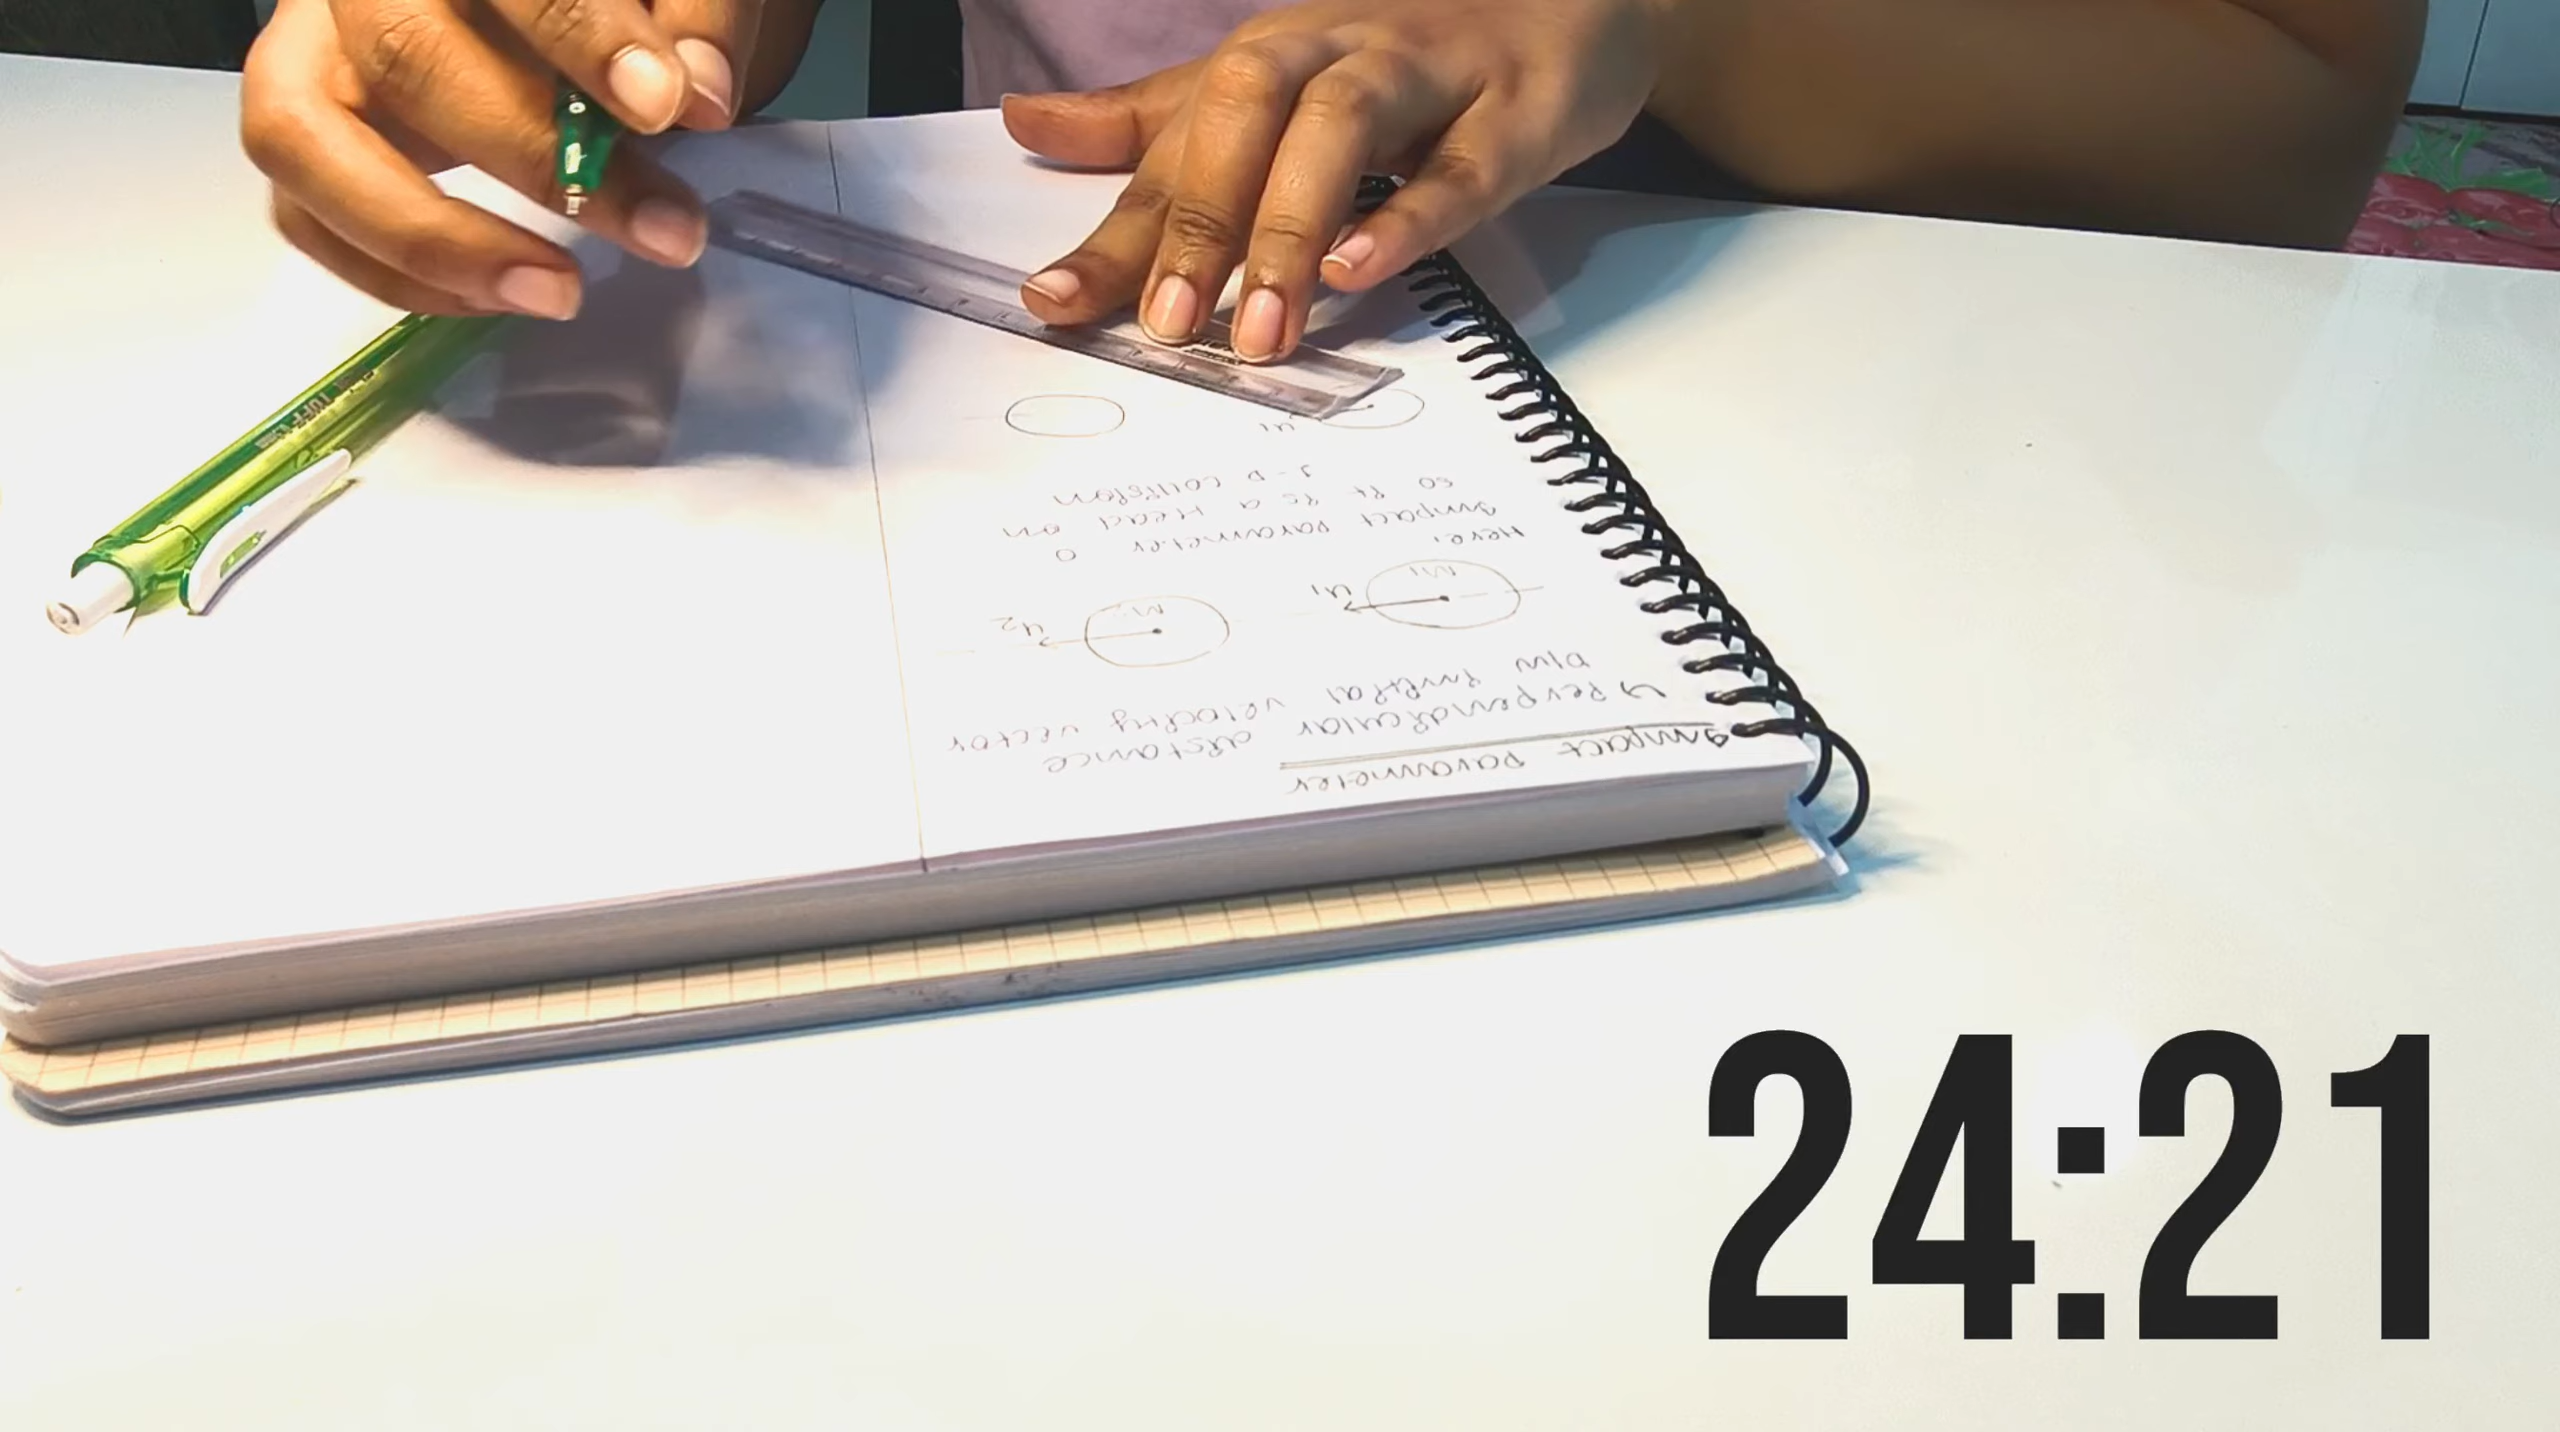 Impact parameter
↳ Perpendicular distance
b/w initial velocity vector
M1
u1
M2
u2
Here,
Impact parameter 0
so it is a Head on
1-D collision
u1
24:21